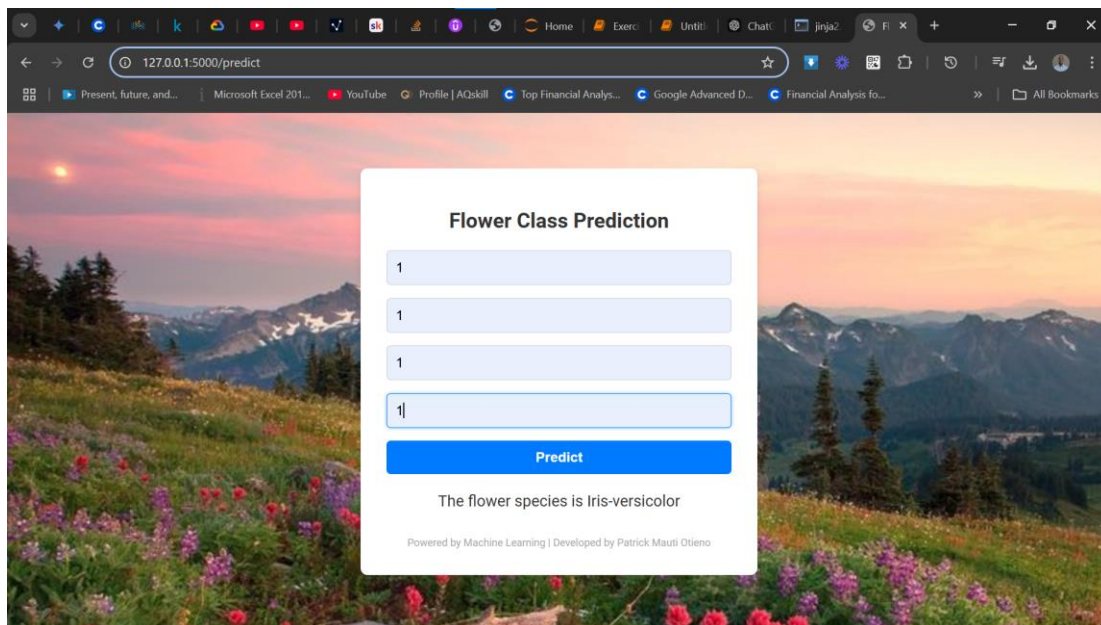 sk
Home
Exerci
Untitl
ChatG
jinja2
Fl
127.0.0.1:5000/predict
Present, future, and...
Microsoft Excel 201...
YouTube
Profile | AQskill
Top Financial Analys...
Google Advanced D...
Financial Analysis fo...
»
All Bookmarks
Flower Class Prediction
1
1
1
1
Predict
The flower species is Iris-versicolor
Powered by Machine Learning | Developed by Patrick Mauti Otieno